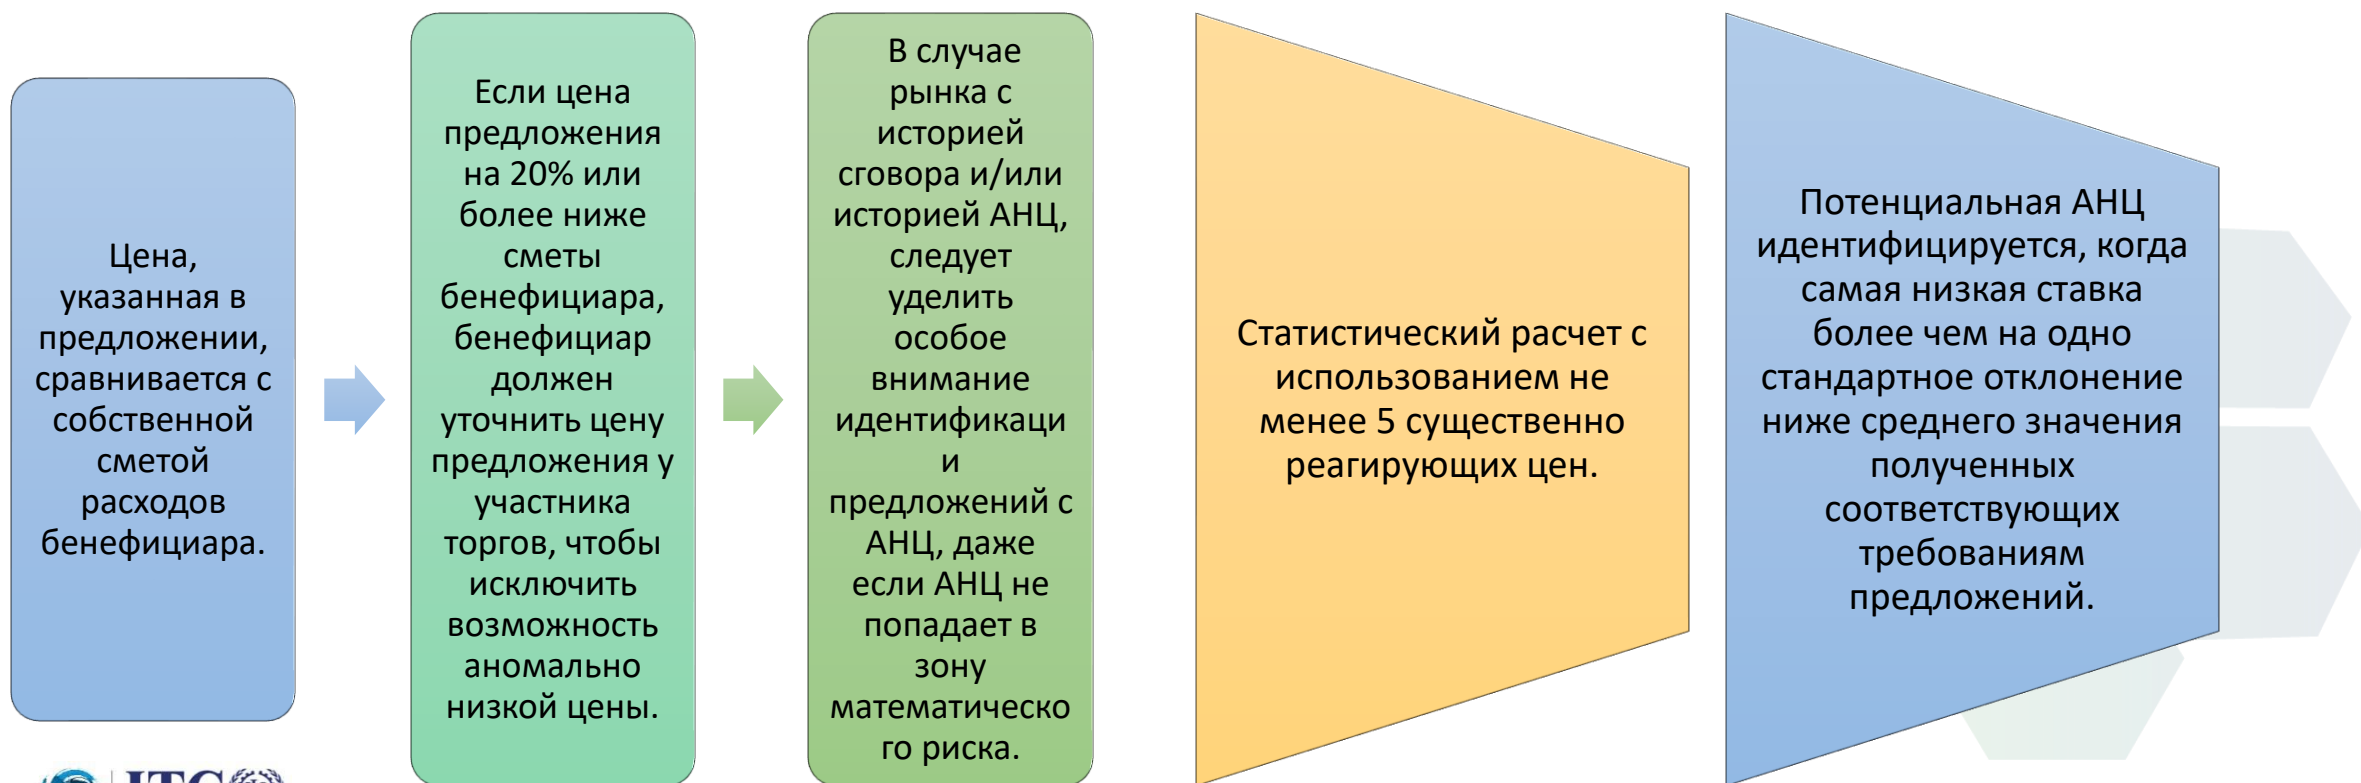 Цена,
указанная в
предложении,
сравнивается с
собственной
сметой
расходов
бенефициара.
Если цена
предложения
на 20% или
более ниже
сметы
бенефициара,
бенефициар
должен
уточнить цену
предложения у
участника
торгов, чтобы
исключить
возможность
аномально
низкой цены.
В случае
рынка с
историей
сговора и/или
историей АНЦ,
следует
уделить
особое
внимание
идентификаци
и
предложений с
АНЦ, даже
если АНЦ не
попадает в
зону
математическо
го риска.
Статистический расчет с
использованием не
менее 5 существенно
реагирующих цен.
Потенциальная АНЦ
идентифицируется, когда
самая низкая ставка
более чем на одно
стандартное отклонение
ниже среднего значения
полученных
соответствующих
требованиям
предложений.